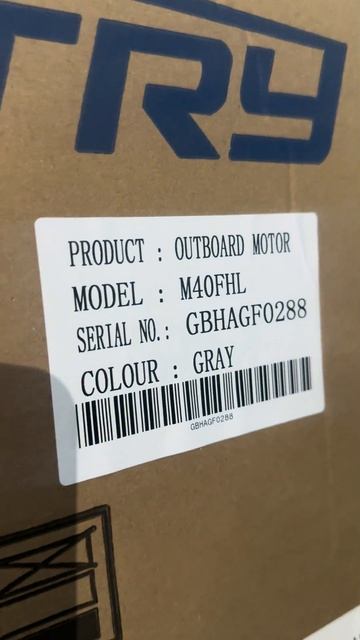 TRY
PRODUCT : OUTBOARD MOTOR
MODEL : M40FHL
SERIAL NO.: GBHAGF0288
COLOUR : GRAY
GBHAGF0288